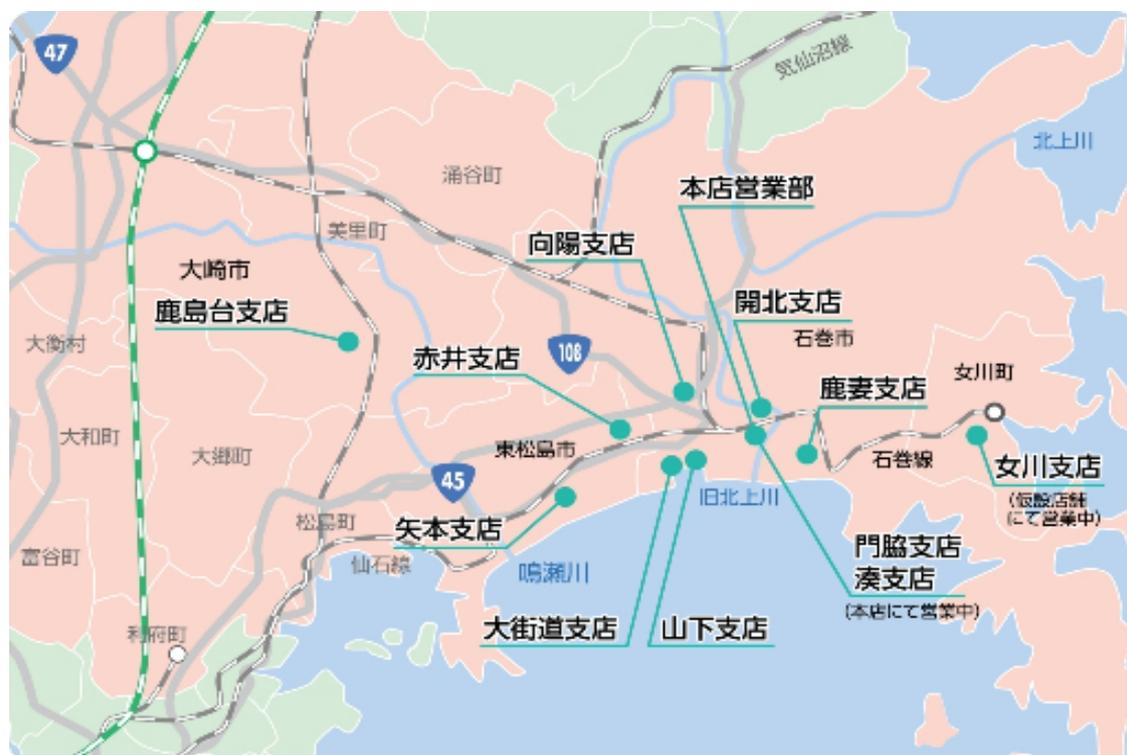 47
気仙沼線
北上川
涌谷町
本店営業部
美里町
向陽支店
大崎市
鹿島台支店
開北支店
石巻市
大衡村
108
赤井支店
女川町
鹿妻支店
大和町
大郷町
東松島市
石巻線
45
女川支店
(仮設店舗
にて営業中)
旧北上川
松島町
矢本支店
富谷町
仙石線
鳴瀬川
門脇支店
湊支店
(本店にて営業中)
大街道支店
山下支店
利府町